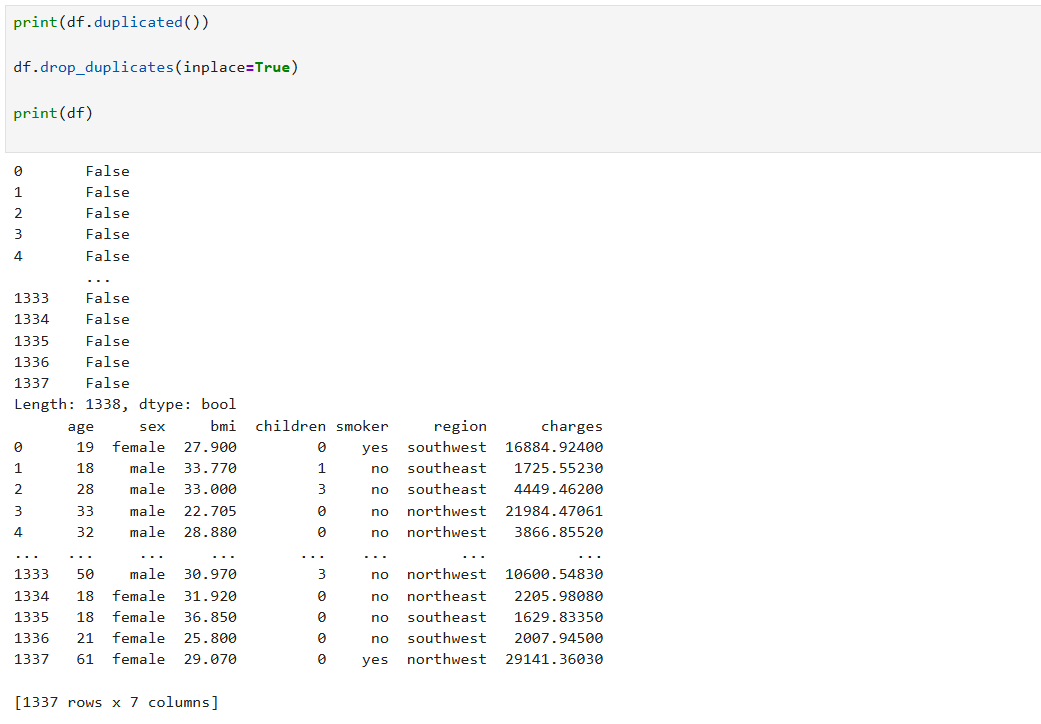 print(df.duplicated())
df.drop_duplicates(inplace=True)
print(df)
0       False
1       False
2       False
3       False
4       False
        ...
1333    False
1334    False
1335    False
1336    False
1337    False
Length: 1338, dtype: bool
      age     sex     bmi  children smoker     region      charges
0      19  female  27.900         0    yes  southwest  16884.92400
1      18    male  33.770         1     no  southeast   1725.55230
2      28    male  33.000         3     no  southeast   4449.46200
3      33    male  22.705         0     no  northwest  21984.47061
4      32    male  28.880         0     no  northwest   3866.85520
...   ...     ...     ...       ...    ...        ...          ...
1333   50    male  30.970         3     no  northwest  10600.54830
1334   18  female  31.920         0     no  northeast   2205.98080
1335   18  female  36.850         0     no  southeast   1629.83350
1336   21  female  25.800         0     no  southwest   2007.94500
1337   61  female  29.070         0    yes  northwest  29141.36030
[1337 rows x 7 columns]